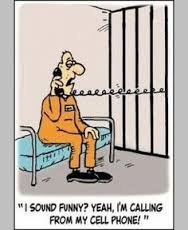 " I SOUND FUNNY? YEAH, I'M CALLING
FROM MY CELL PHONE! "